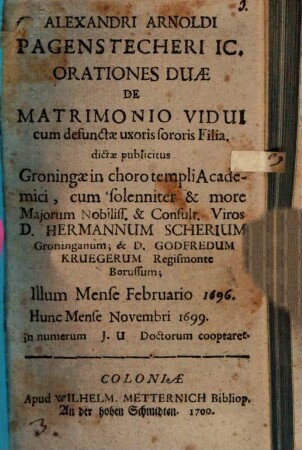 3.
ALEXANDRI ARNOLDI
PAGENSTECHERI IC.
ORATIONES DUÆ
DE
MATRIMONIO VIDUI
cum defunctæ uxoris sororis Filia.
dictæ publicitus
Groningæ in choro templi Acade-
mici, cum solenniter & more
Majorum Nobiliss. & Consult. Viros
D. HERMANNUM SCHERIUM
Groninganum; & D. GODFREDUM
KRUEGERUM Regismonte
Borussum;
Illum Mense Februario 1696.
Hunc Mense Novembri 1699.
in numerum J. U Doctorum cooptaret.
COLONIÆ
Apud WILHELM. METTERNICH Bibliop.
An der hohen Schmidten. 1700.
3